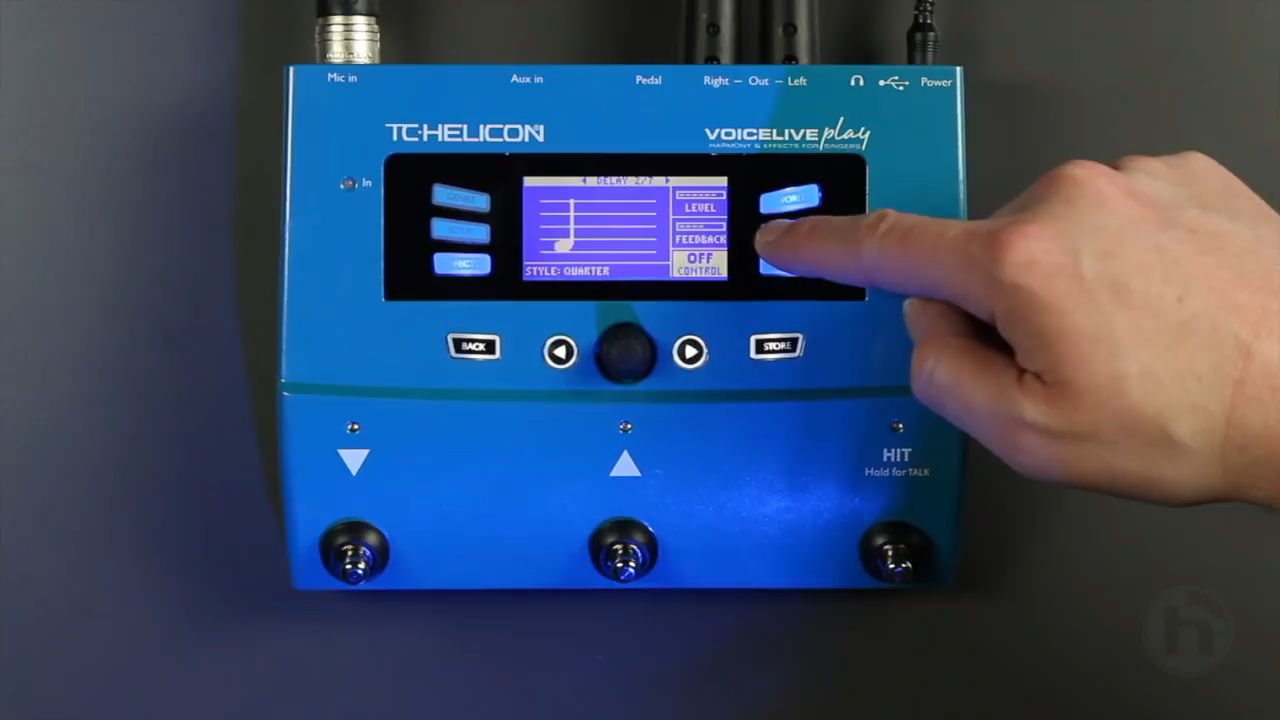 Mic in
Aux in
Pedal
Right – Out – Left
Power
TC·HELICON
VOICELIVE play
HARMONY & EFFECTS FOR SINGERS
In
DELAY 2/7
LEVEL
FEEDBACK
OFF
CONTROL
STYLE: QUARTER
BACK
STORE
HIT
Hold for TALK
h